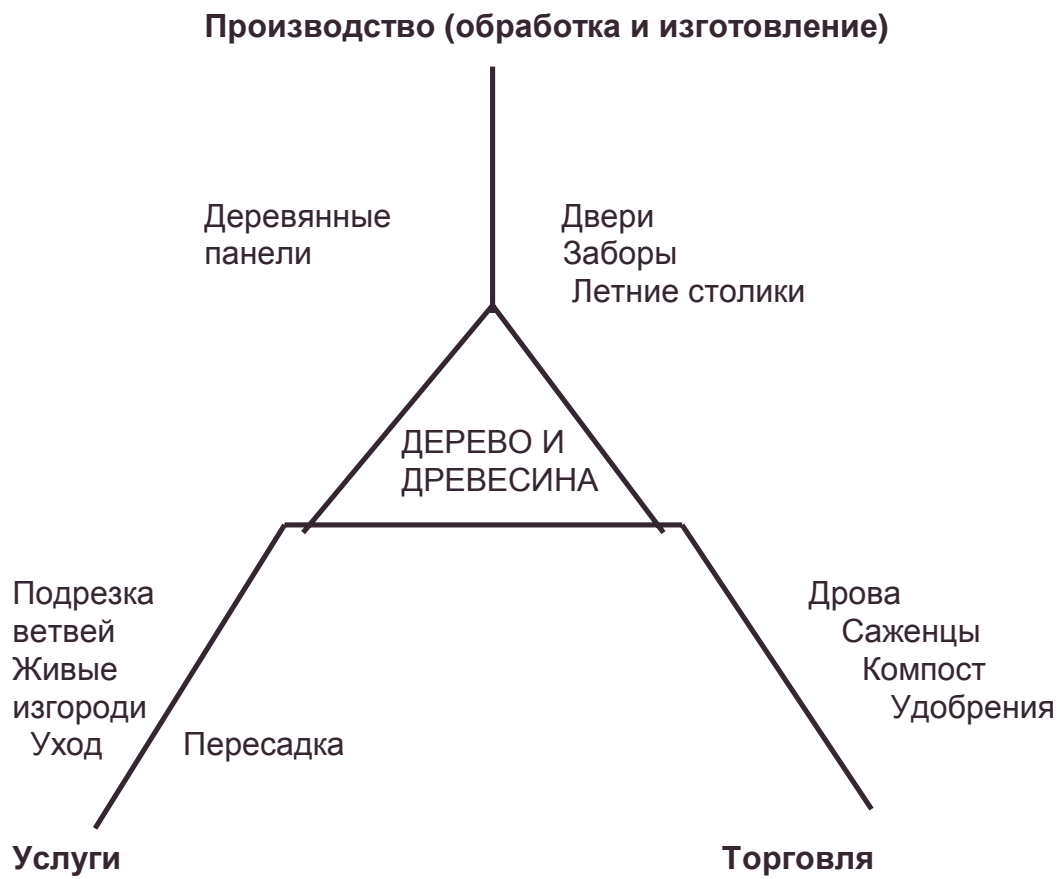 Производство (обработка и изготовление)
Деревянные
панели
Двери
Заборы
Летние столики
ДЕРЕВО И
ДРЕВЕСИНА
Подрезка
ветвей
Живые
изгороди
Уход
Пересадка
Дрова
Саженцы
Компост
Удобрения
Услуги
Торговля